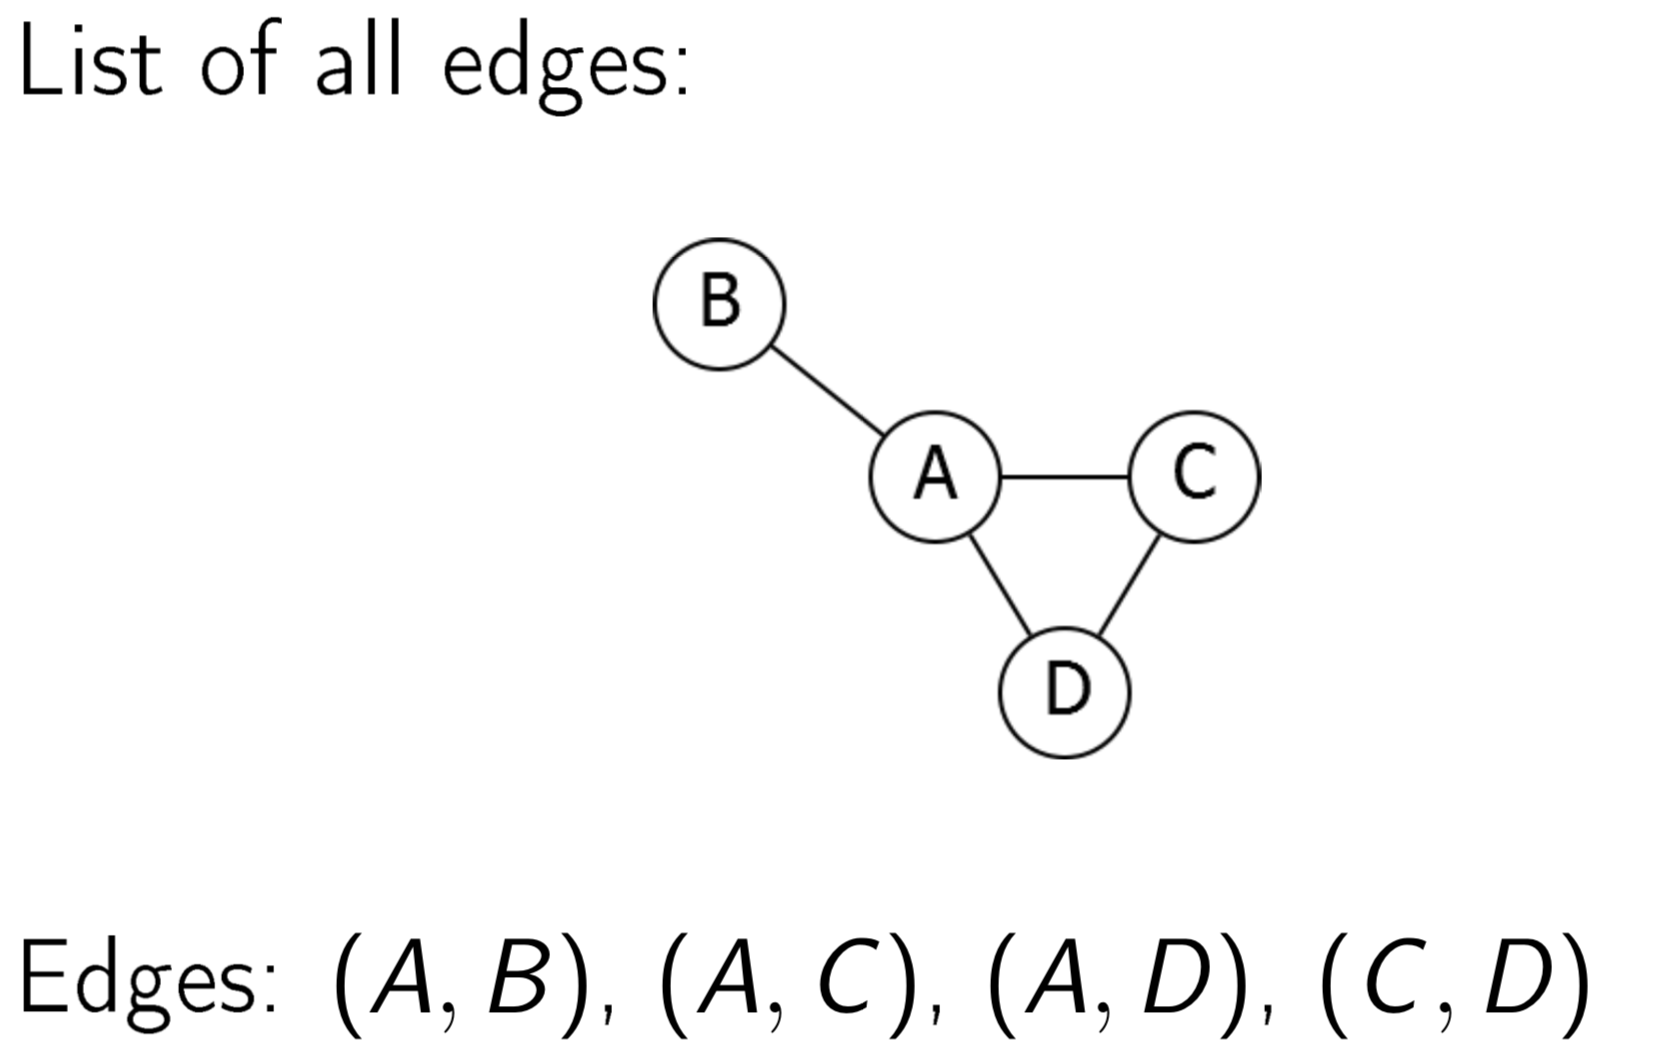 List of all edges:
B
A
C
D
Edges: (A, B), (A, C), (A, D), (C, D)